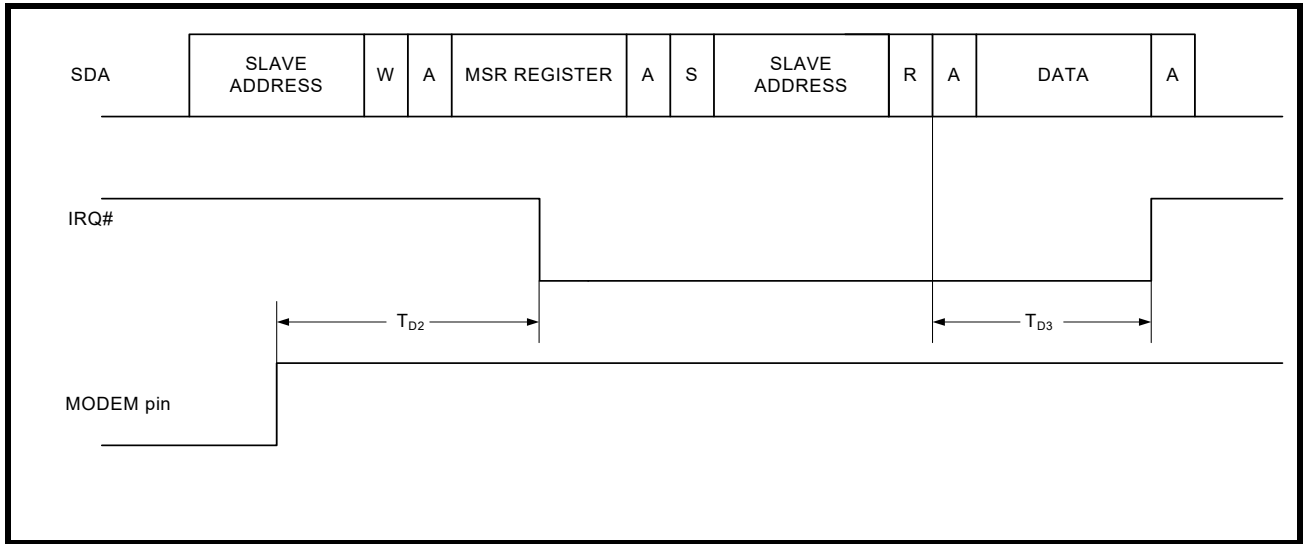 SDA
SLAVE
ADDRESS
W
A
MSR REGISTER
A
S
SLAVE
ADDRESS
R
A
DATA
A
IRQ#
TD2
TD3
MODEM pin